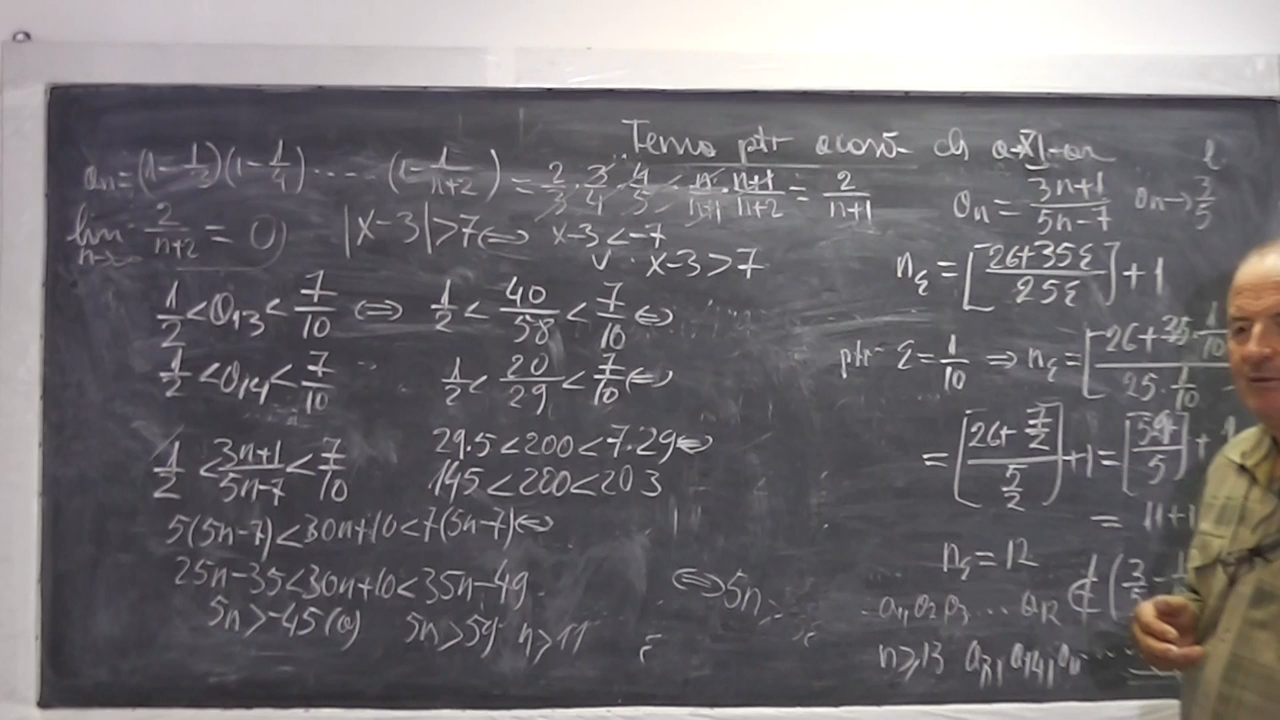 Tema ptr acasă cls a XI-a
aₙ = (1 - 1/3)(1 - 1/4) ..... (1 - 1/(n+2)) = 2/3 · 3/4 · 4/5 ... n/(n+1) · (n+1)/(n+2) = 2/(n+1)
lim n→∞ 2/(n+2) = 0
|x-3| > 7 ⇔ x-3 < -7
∨ x-3 > 7
1/2 < a₁₃ < 7/10 ⇔ 1/2 < 40/58 < 7/10 ⇔
1/2 < a₁₄ < 7/10
1/2 < 20/29 < 7/10 ⇔
29·5 < 200 < 7·29 ⇔
145 < 200 < 203
1/2 < (3n+1)/(5n-7) < 7/10
5(5n-7) < 30n+10 < 7(5n-7) ⇔
25n-35 < 30n+10 < 35n-49
5n > -45 (a) 5n > 59 n > 11
⇔ 5n >
l
aₙ = (3n+1)/(5n-7) aₙ → 3/5
n_ε = [(26+35ε)/(25ε)] + 1
ptr ε = 1/10 ⇒ n_ε = [(26+35·1/10)/(25·1/10)
= [(26+7/2)/(5/2)] + 1 = [59/5] +
= 11+1
n_ε = 12
a₁, a₂ a₃ ... a₁₂ ∉ (3/5 -
n ≥ 13 a₁₃, a₁₄, aₙ